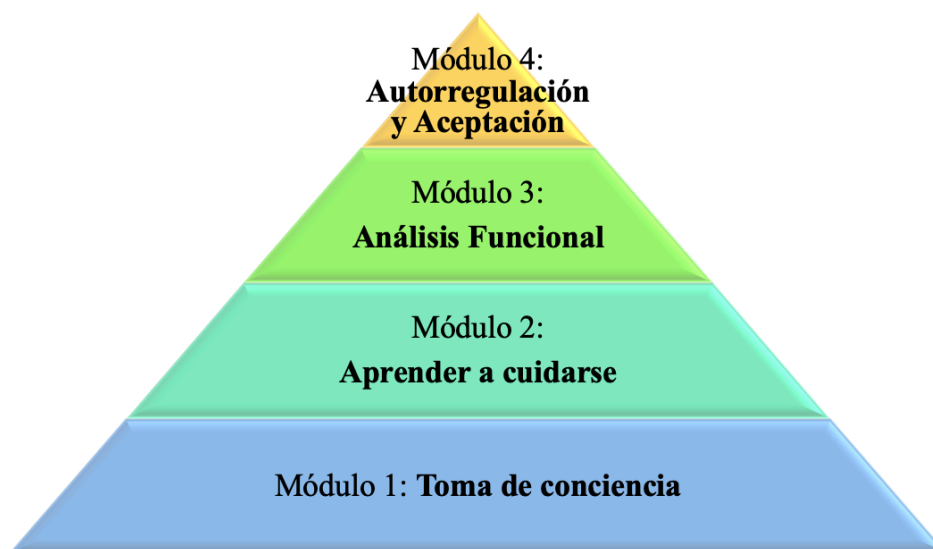 Módulo 4:
Autorregulación
y Aceptación
Módulo 3:
Análisis Funcional
Módulo 2:
Aprender a cuidarse
Módulo 1: Toma de conciencia